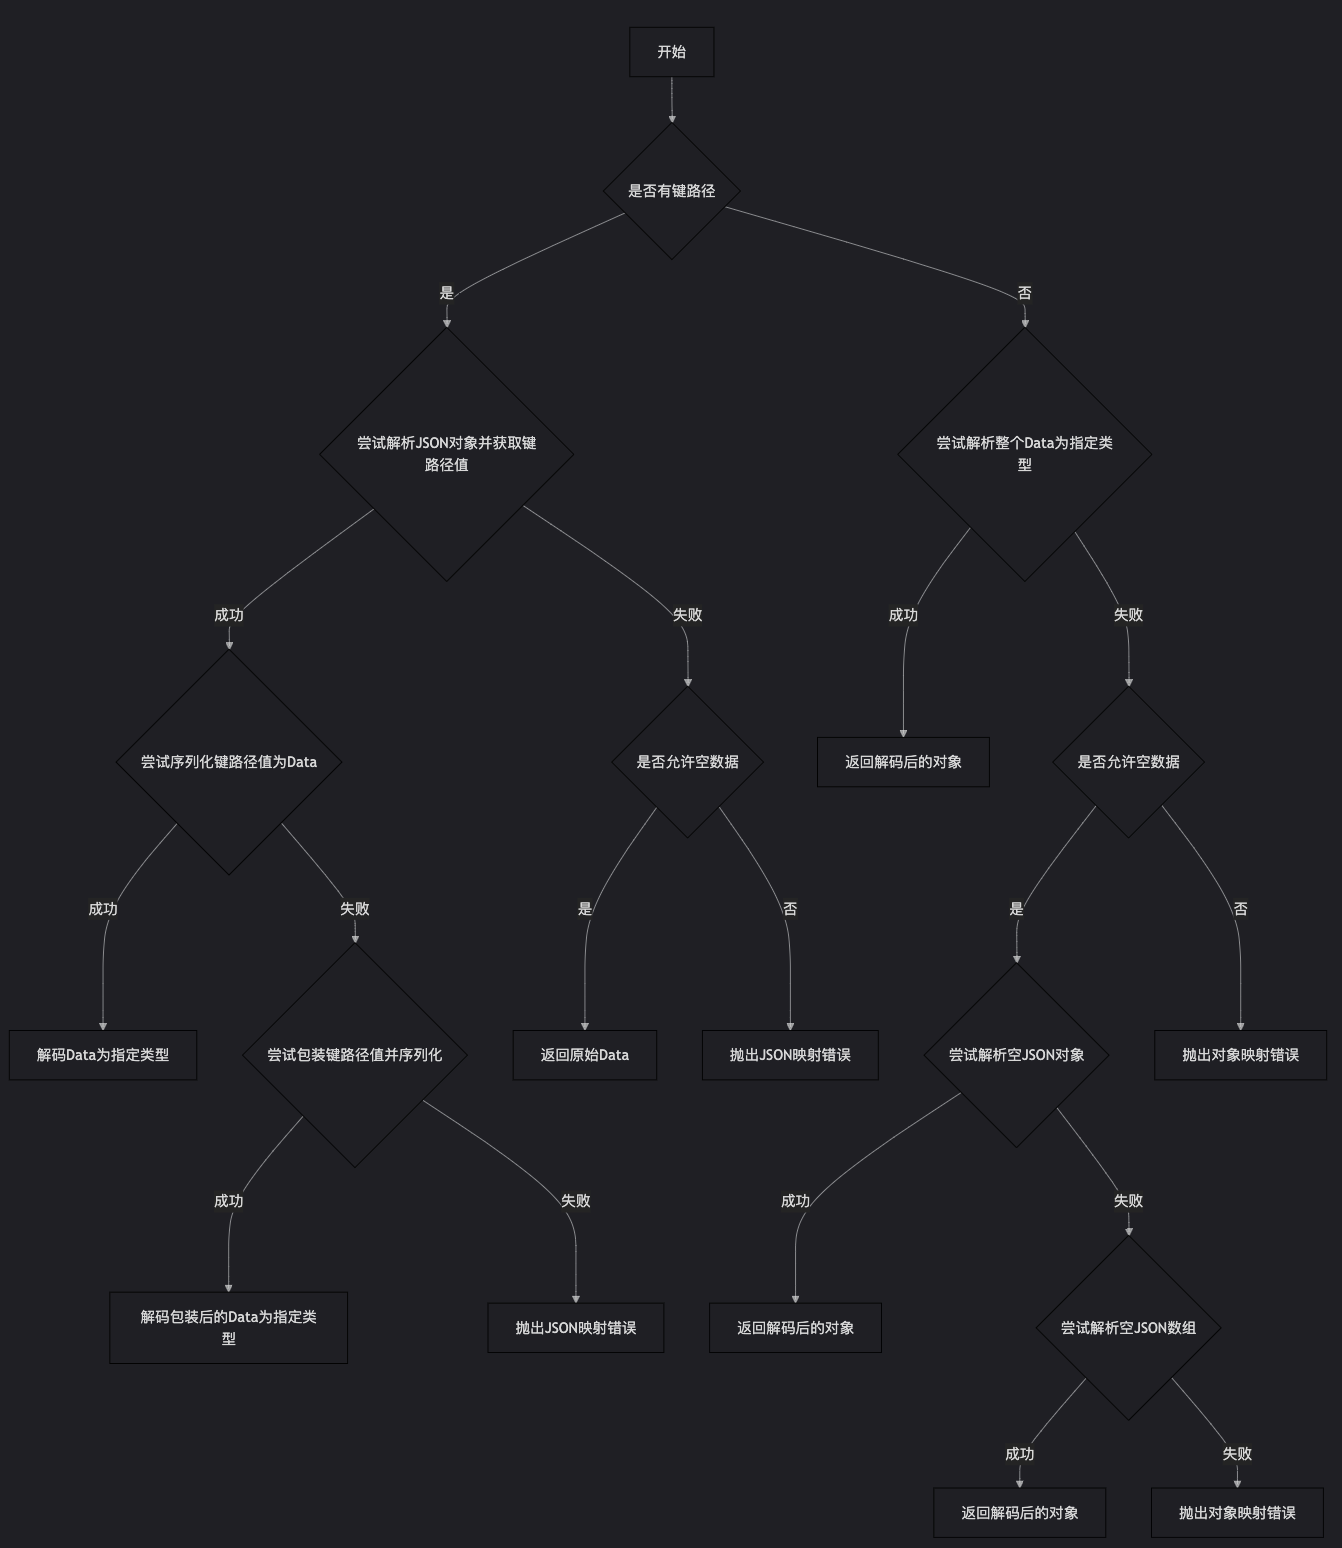 开始
是否有键路径
是
否
尝试解析JSON对象并获取键
路径值
尝试解析整个Data为指定类
型
成功
失败
成功
失败
尝试序列化键路径值为Data
是否允许空数据
返回解码后的对象
是否允许空数据
成功
失败
是
否
是
否
解码Data为指定类型
尝试包装键路径值并序列化
返回原始Data
抛出JSON映射错误
尝试解析空JSON对象
抛出对象映射错误
成功
失败
成功
失败
解码包装后的Data为指定类
型
抛出JSON映射错误
返回解码后的对象
尝试解析空JSON数组
成功
失败
返回解码后的对象
抛出对象映射错误